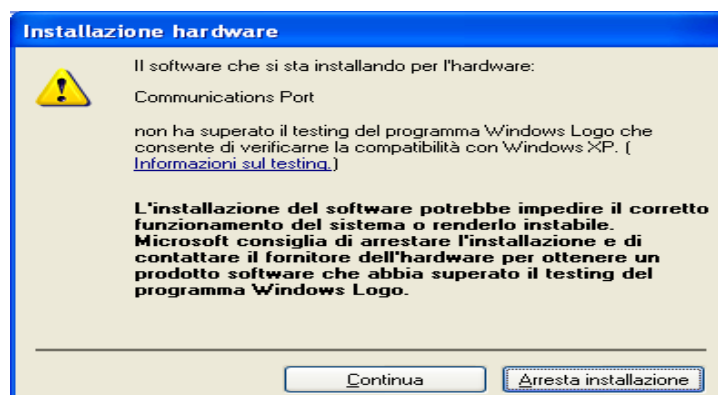 Installazione hardware
Il software che si sta installando per l'hardware:
Communications Port
non ha superato il testing del programma Windows Logo che
consente di verificarne la compatibilità con Windows XP. (
Informazioni sul testing.)
L'installazione del software potrebbe impedire il corretto
funzionamento del sistema o renderlo instabile.
Microsoft consiglia di arrestare l'installazione e di
contattare il fornitore dell'hardware per ottenere un
prodotto software che abbia superato il testing del
programma Windows Logo.
Continua
Arresta installazione